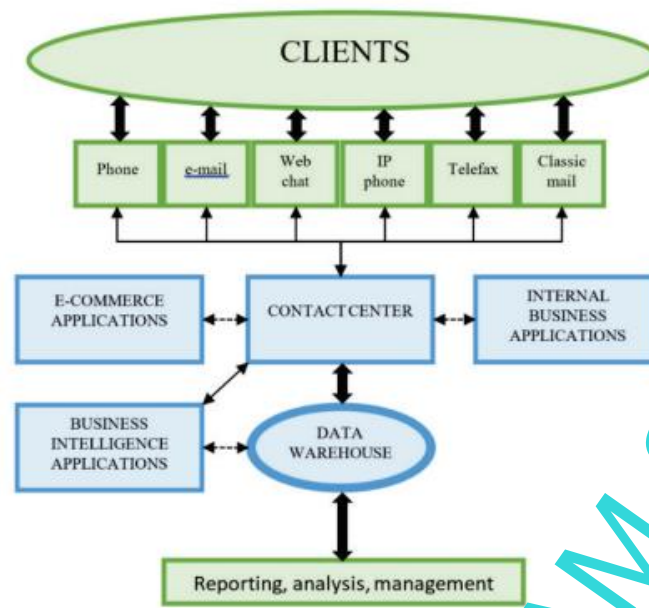 CLIENTS
Phone
e-mail
Web
chat
IP
phone
Telefax
Classic
mail
E-COMMERCE
APPLICATIONS
CONTACT CENTER
INTERNAL
BUSINESS
APPLICATIONS
BUSINESS
INTELLIGENCE
APPLICATIONS
DATA
WAREHOUSE
Reporting, analysis, management